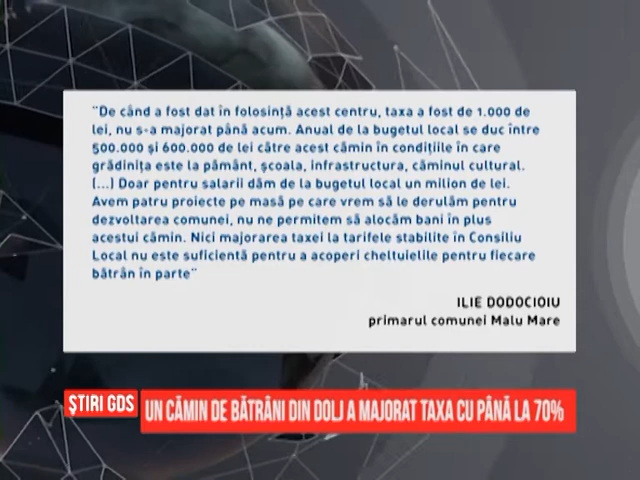 "De când a fost dat în folosință acest centru, taxa a fost de 1.000 de
lei, nu s-a majorat până acum. Anual de la bugetul local se duc între
500.000 și 600.000 de lei către acest cămin în condițiile în care
grădinița este la pământ, școala, infrastructura, căminul cultural.
(...) Doar pentru salarii dăm de la bugetul local un milion de lei.
Avem patru proiecte pe masă pe care vrem să le derulăm pentru
dezvoltarea comunei, nu ne permitem să alocăm bani în plus
acestui cămin. Nici majorarea taxei la tarifele stabilite în Consiliu
Local nu este suficientă pentru a acoperi cheltuielile pentru fiecare
bătrân în parte"
ILIE DODOCIOIU
primarul comunei Malu Mare
ȘTIRI GDS
UN CĂMIN DE BĂTRÂNI DIN DOLJ A MAJORAT TAXA CU PÂNĂ LA 70%